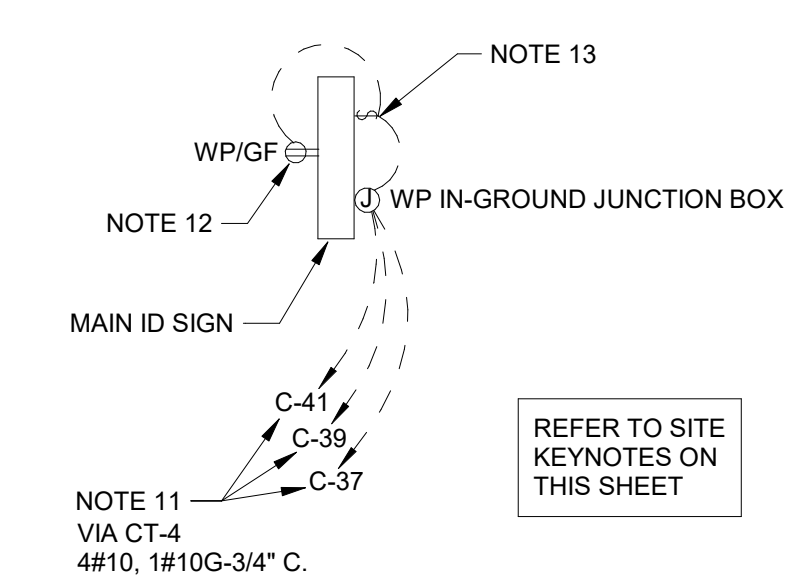 NOTE 13
WP/GF
J WP IN-GROUND JUNCTION BOX
NOTE 12
MAIN ID SIGN
C-41
C-39
C-37
NOTE 11
VIA CT-4
4#10, 1#10G-3/4" C.
REFER TO SITE
KEYNOTES ON
THIS SHEET